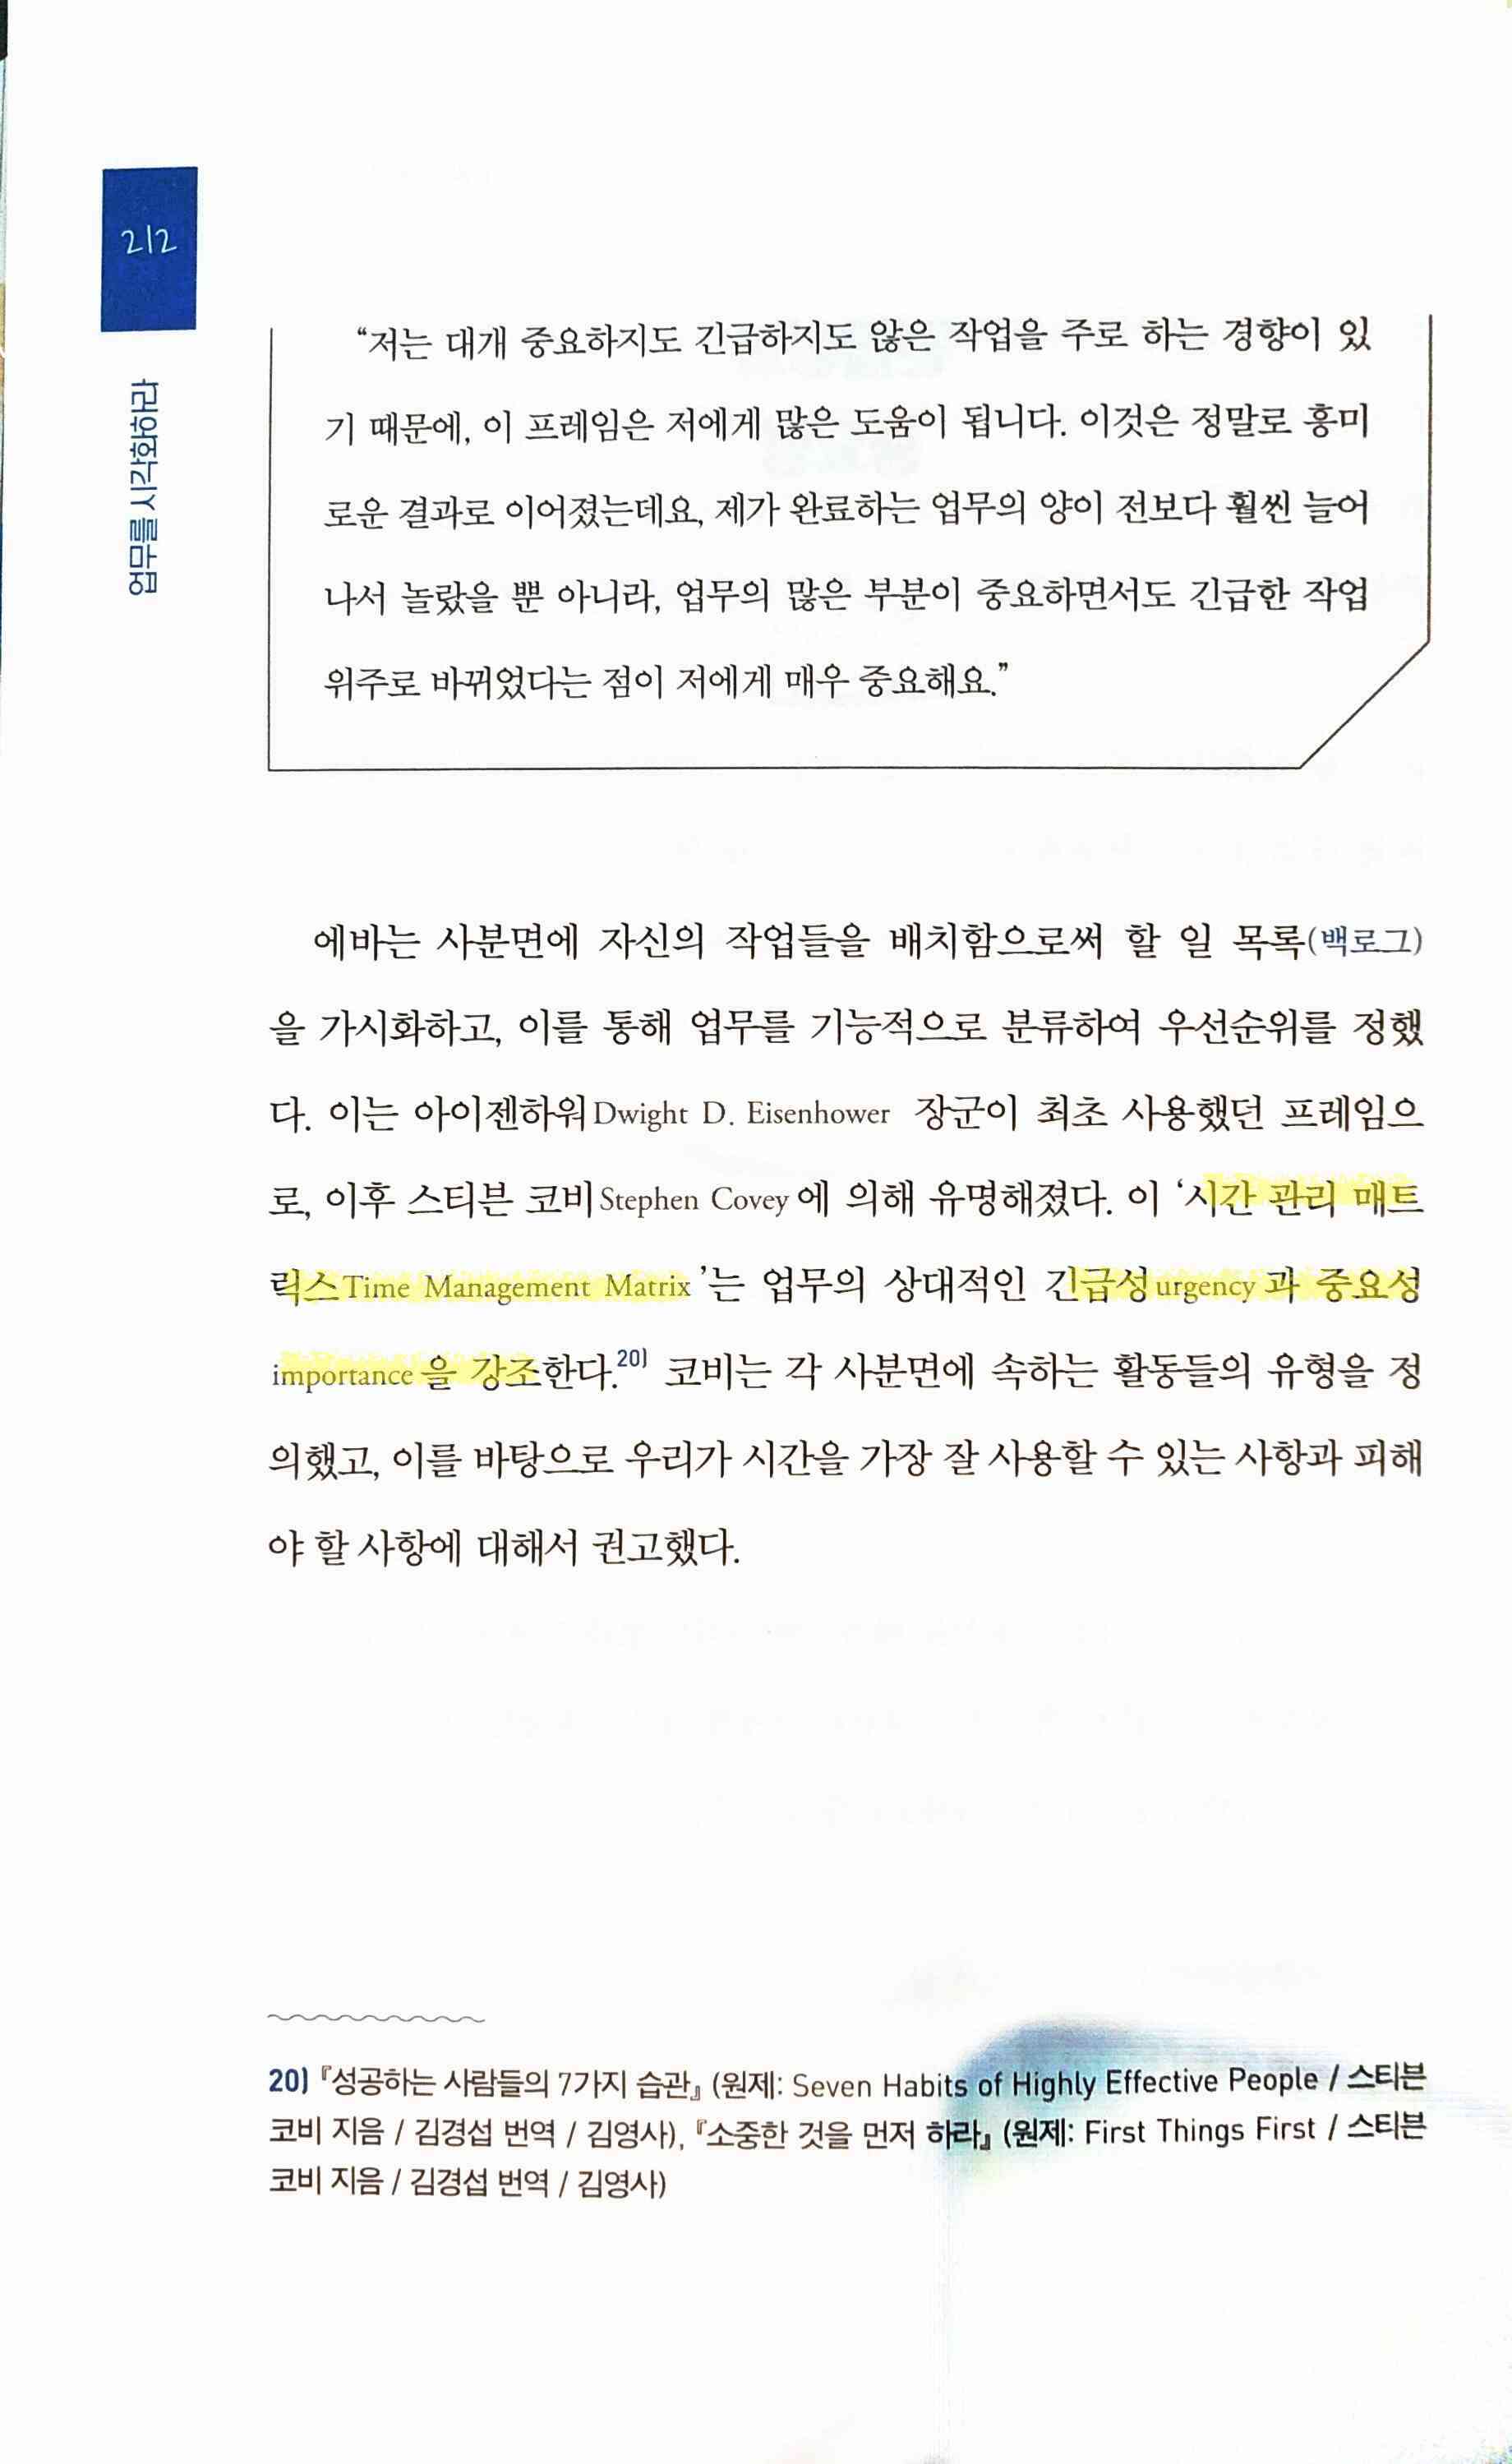 212
업무를 시각화하라
“저는 대개 중요하지도 긴급하지도 않은 작업을 주로 하는 경향이 있
기 때문에, 이 프레임은 저에게 많은 도움이 됩니다. 이것은 정말로 흥미
로운 결과로 이어졌는데요, 제가 완료하는 업무의 양이 전보다 훨씬 늘어
나서 놀랐을 뿐 아니라, 업무의 많은 부분이 중요하면서도 긴급한 작업
위주로 바뀌었다는 점이 저에게 매우 중요해요.”
에바는 사분면에 자신의 작업들을 배치함으로써 할 일 목록(백로그)
을 가시화하고, 이를 통해 업무를 기능적으로 분류하여 우선순위를 정했
다. 이는 아이젠하워Dwight D. Eisenhower 장군이 최초 사용했던 프레임으
로, 이후 스티븐 코비Stephen Covey에 의해 유명해졌다. 이 ‘시간 관리 매트
릭스Time Management Matrix’는 업무의 상대적인 긴급성urgency과 중요성
importance을 강조한다.20) 코비는 각 사분면에 속하는 활동들의 유형을 정
의했고, 이를 바탕으로 우리가 시간을 가장 잘 사용할 수 있는 사항과 피해
야 할 사항에 대해서 권고했다.
20) 『성공하는 사람들의 7가지 습관』 (원제: Seven Habits of Highly Effective People / 스티븐
코비 지음 / 김경섭 번역 / 김영사), 『소중한 것을 먼저 하라』 (원제: First Things First / 스티븐
코비 지음 / 김경섭 번역 / 김영사)